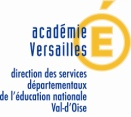 académie
Versailles
direction des services
départementaux
de l'éducation nationale
Val-d'Oise